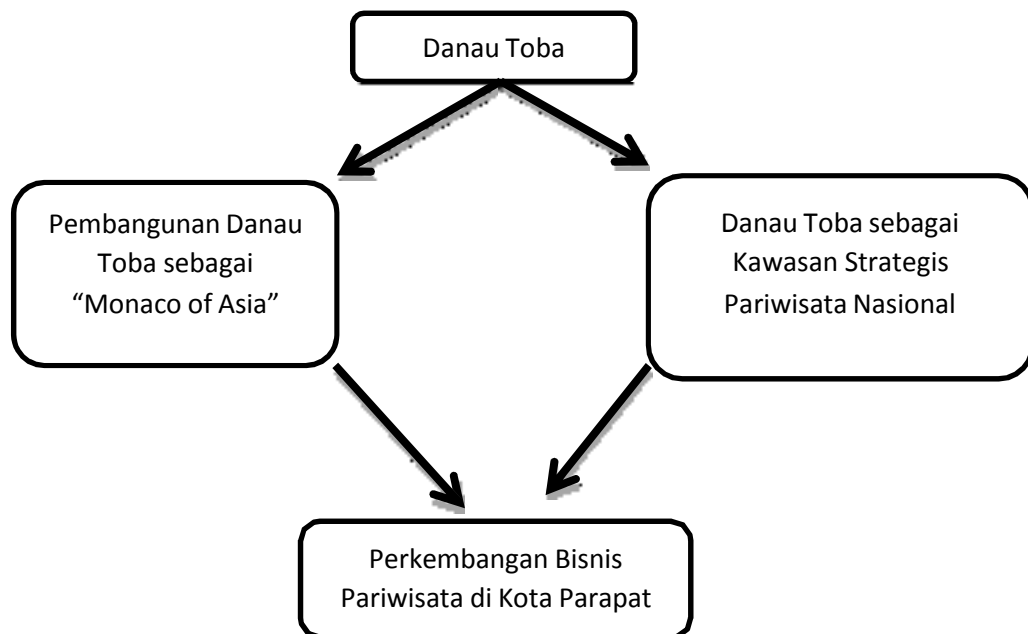 Danau Toba
Pembangunan Danau
Toba sebagai
“Monaco of Asia”
Danau Toba sebagai
Kawasan Strategis
Pariwisata Nasional
Perkembangan Bisnis
Pariwisata di Kota Parapat